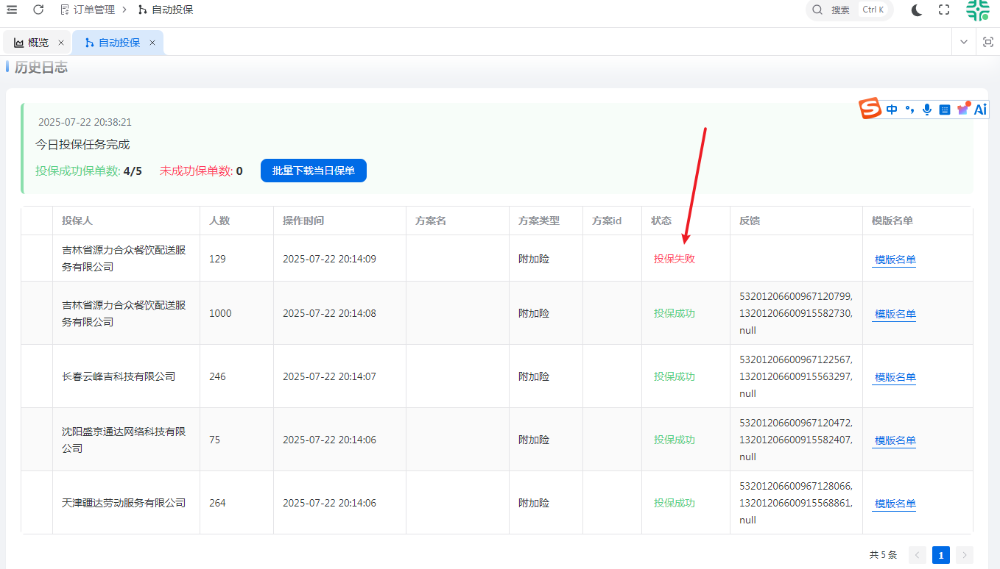 订单管理 > 自动投保
搜索 Ctrl K
概览 × 自动投保 ×
历史日志
2025-07-22 20:38:21
中 Ai
今日投保任务完成
投保成功保单数: 4/5 未成功保单数: 0 批量下载当日保单
投保人 人数 操作时间 方案名 方案类型 方案id 状态 反馈 模版名单
吉林省源力合众餐饮配送服
务有限公司
129 2025-07-22 20:14:09 附加险 投保失败 模版名单
吉林省源力合众餐饮配送服
务有限公司
1000 2025-07-22 20:14:08 附加险 投保成功
53201206600967120799,
13201206600915582730,
null
模版名单
长春云峰吉科技有限公司 246 2025-07-22 20:14:07 附加险 投保成功
53201206600967122567,
13201206600915563297,
null
模版名单
沈阳盛京通达网络科技有限
公司
75 2025-07-22 20:14:06 附加险 投保成功
53201206600967120472,
13201206600915582407,
null
模版名单
天津疆达劳动服务有限公司 264 2025-07-22 20:14:06 附加险 投保成功
53201206600967128066,
13201206600915568861,
null
模版名单
共 5 条 < 1 >